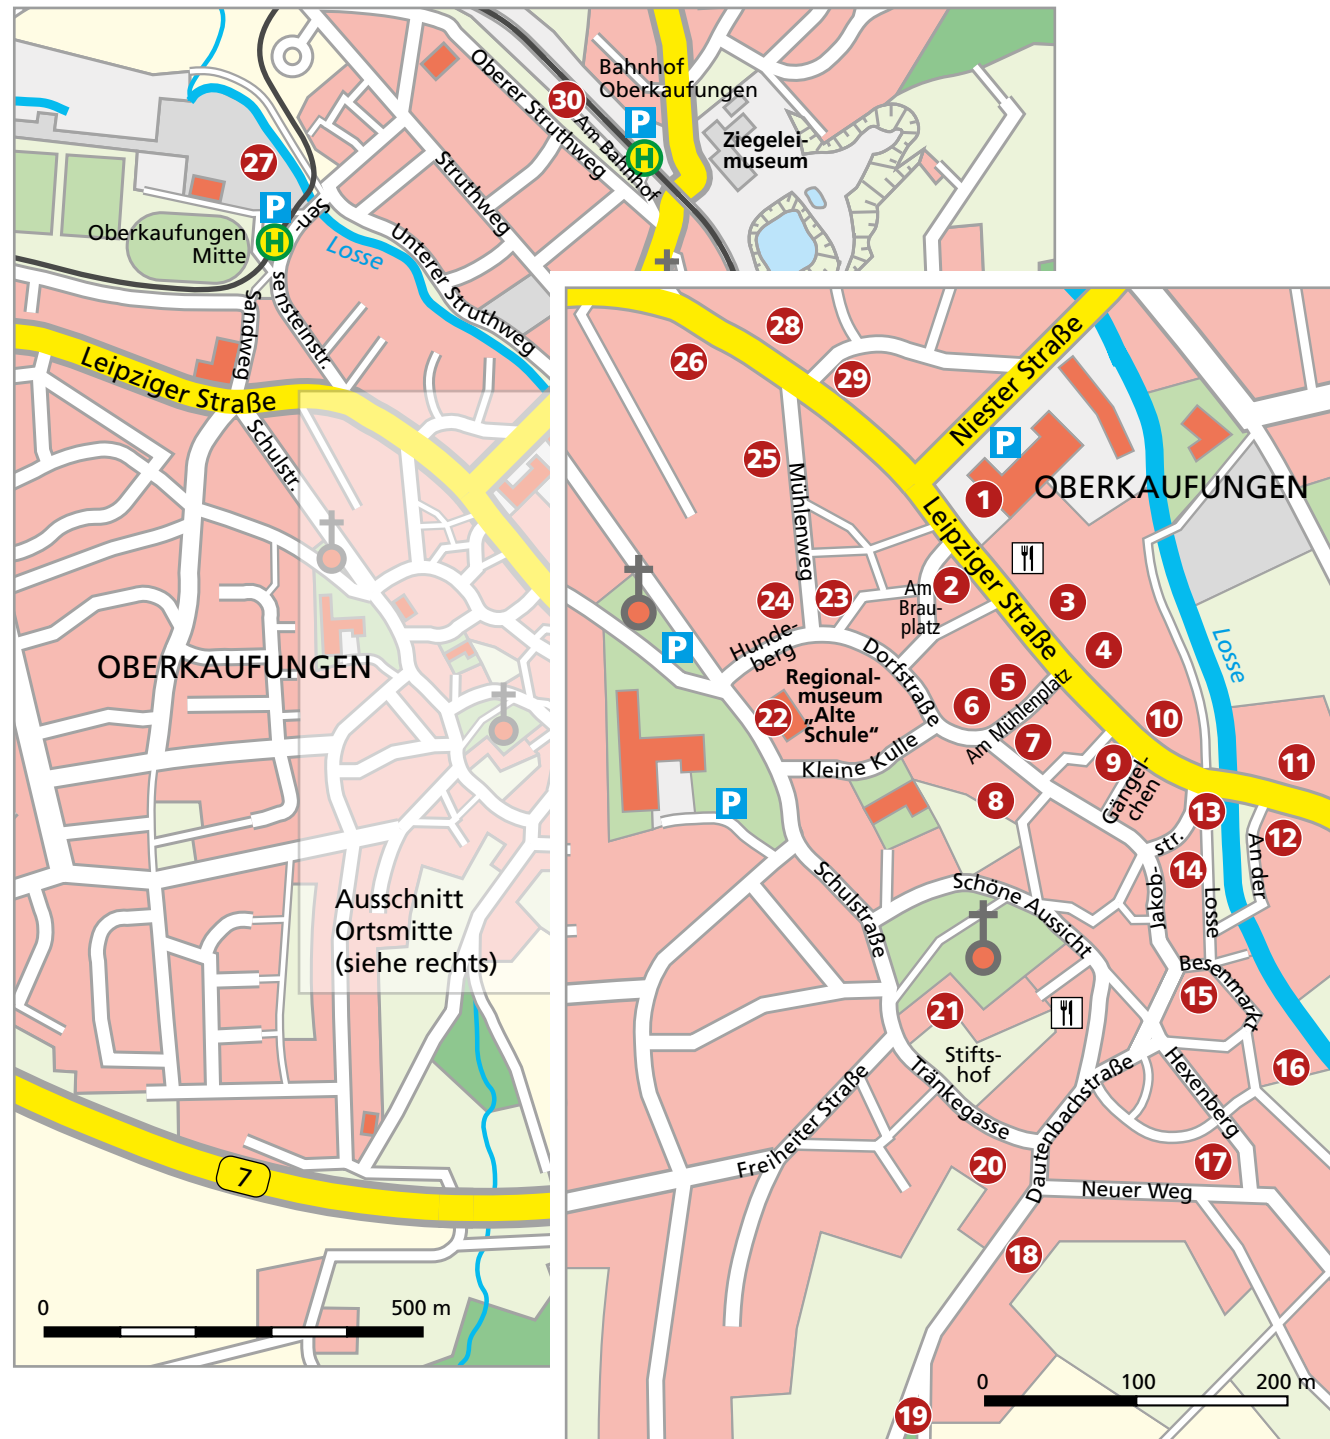 Bahnhof
Oberkaufungen
30
P
H
Oberer Struthweg
Am Bahnhof
Ziegelei-
museum
27
P
H
Oberkaufungen
Mitte
Struthweg
Sen-
sensteinstr.
Losse
Unterer Struthweg
Sandweg
Leipziger Straße
Schulstr.
OBERKAUFUNGEN
Ausschnitt
Ortsmitte
(siehe rechts)
7
0
500 m
28
26
29
Niester Straße
P
25
1
OBERKAUFUNGEN
Mühlenweg
Leipziger Straße
24
23
Am
Brau-
platz
2
3
Losse
P
Hunde-
berg
Dorfstraße
4
Regional-
museum
„Alte
Schule“
22
5
6
Am Mühlenplatz
7
10
Kleine Kulle
9
Gängel-
chen
11
P
8
13
12
An der
Losse
Jakob-
str.
14
Schulstraße
Schöne Aussicht
Besenmarkt
15
21
Stifts-
hof
16
Hexenberg
Tränkegasse
Dautenbachstraße
Freiheiter Straße
20
17
Neuer Weg
18
19
0
100
200 m